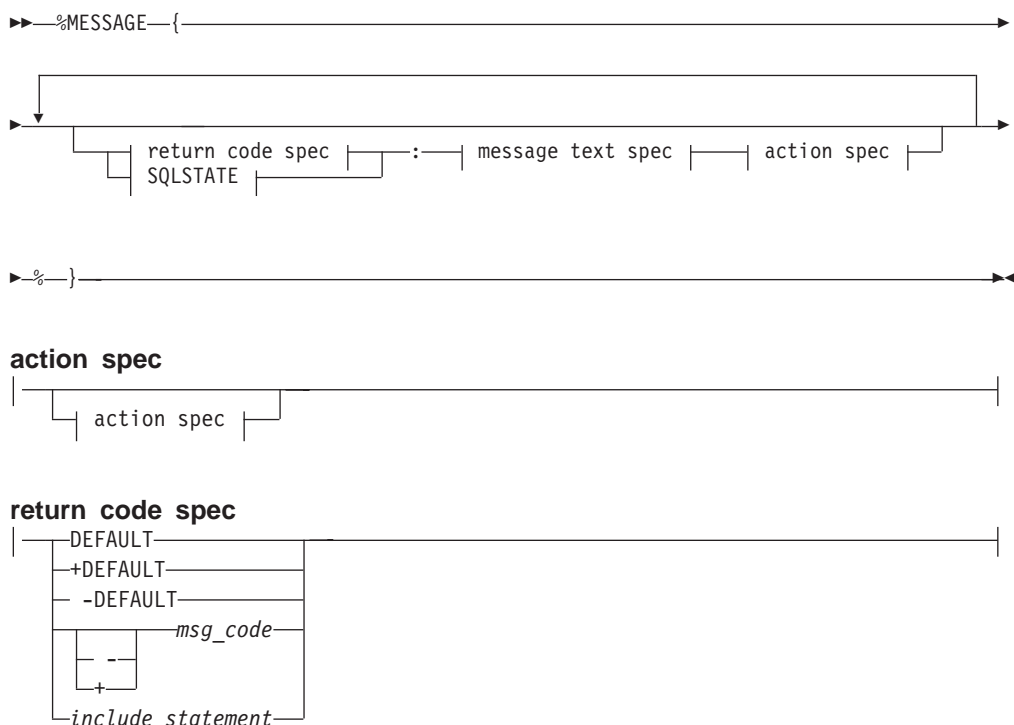 %MESSAGE {
return code spec : message text spec action spec
SQLSTATE
% }
action spec
action spec
return code spec
DEFAULT
+DEFAULT
-DEFAULT
msg_code
-
+
include statement